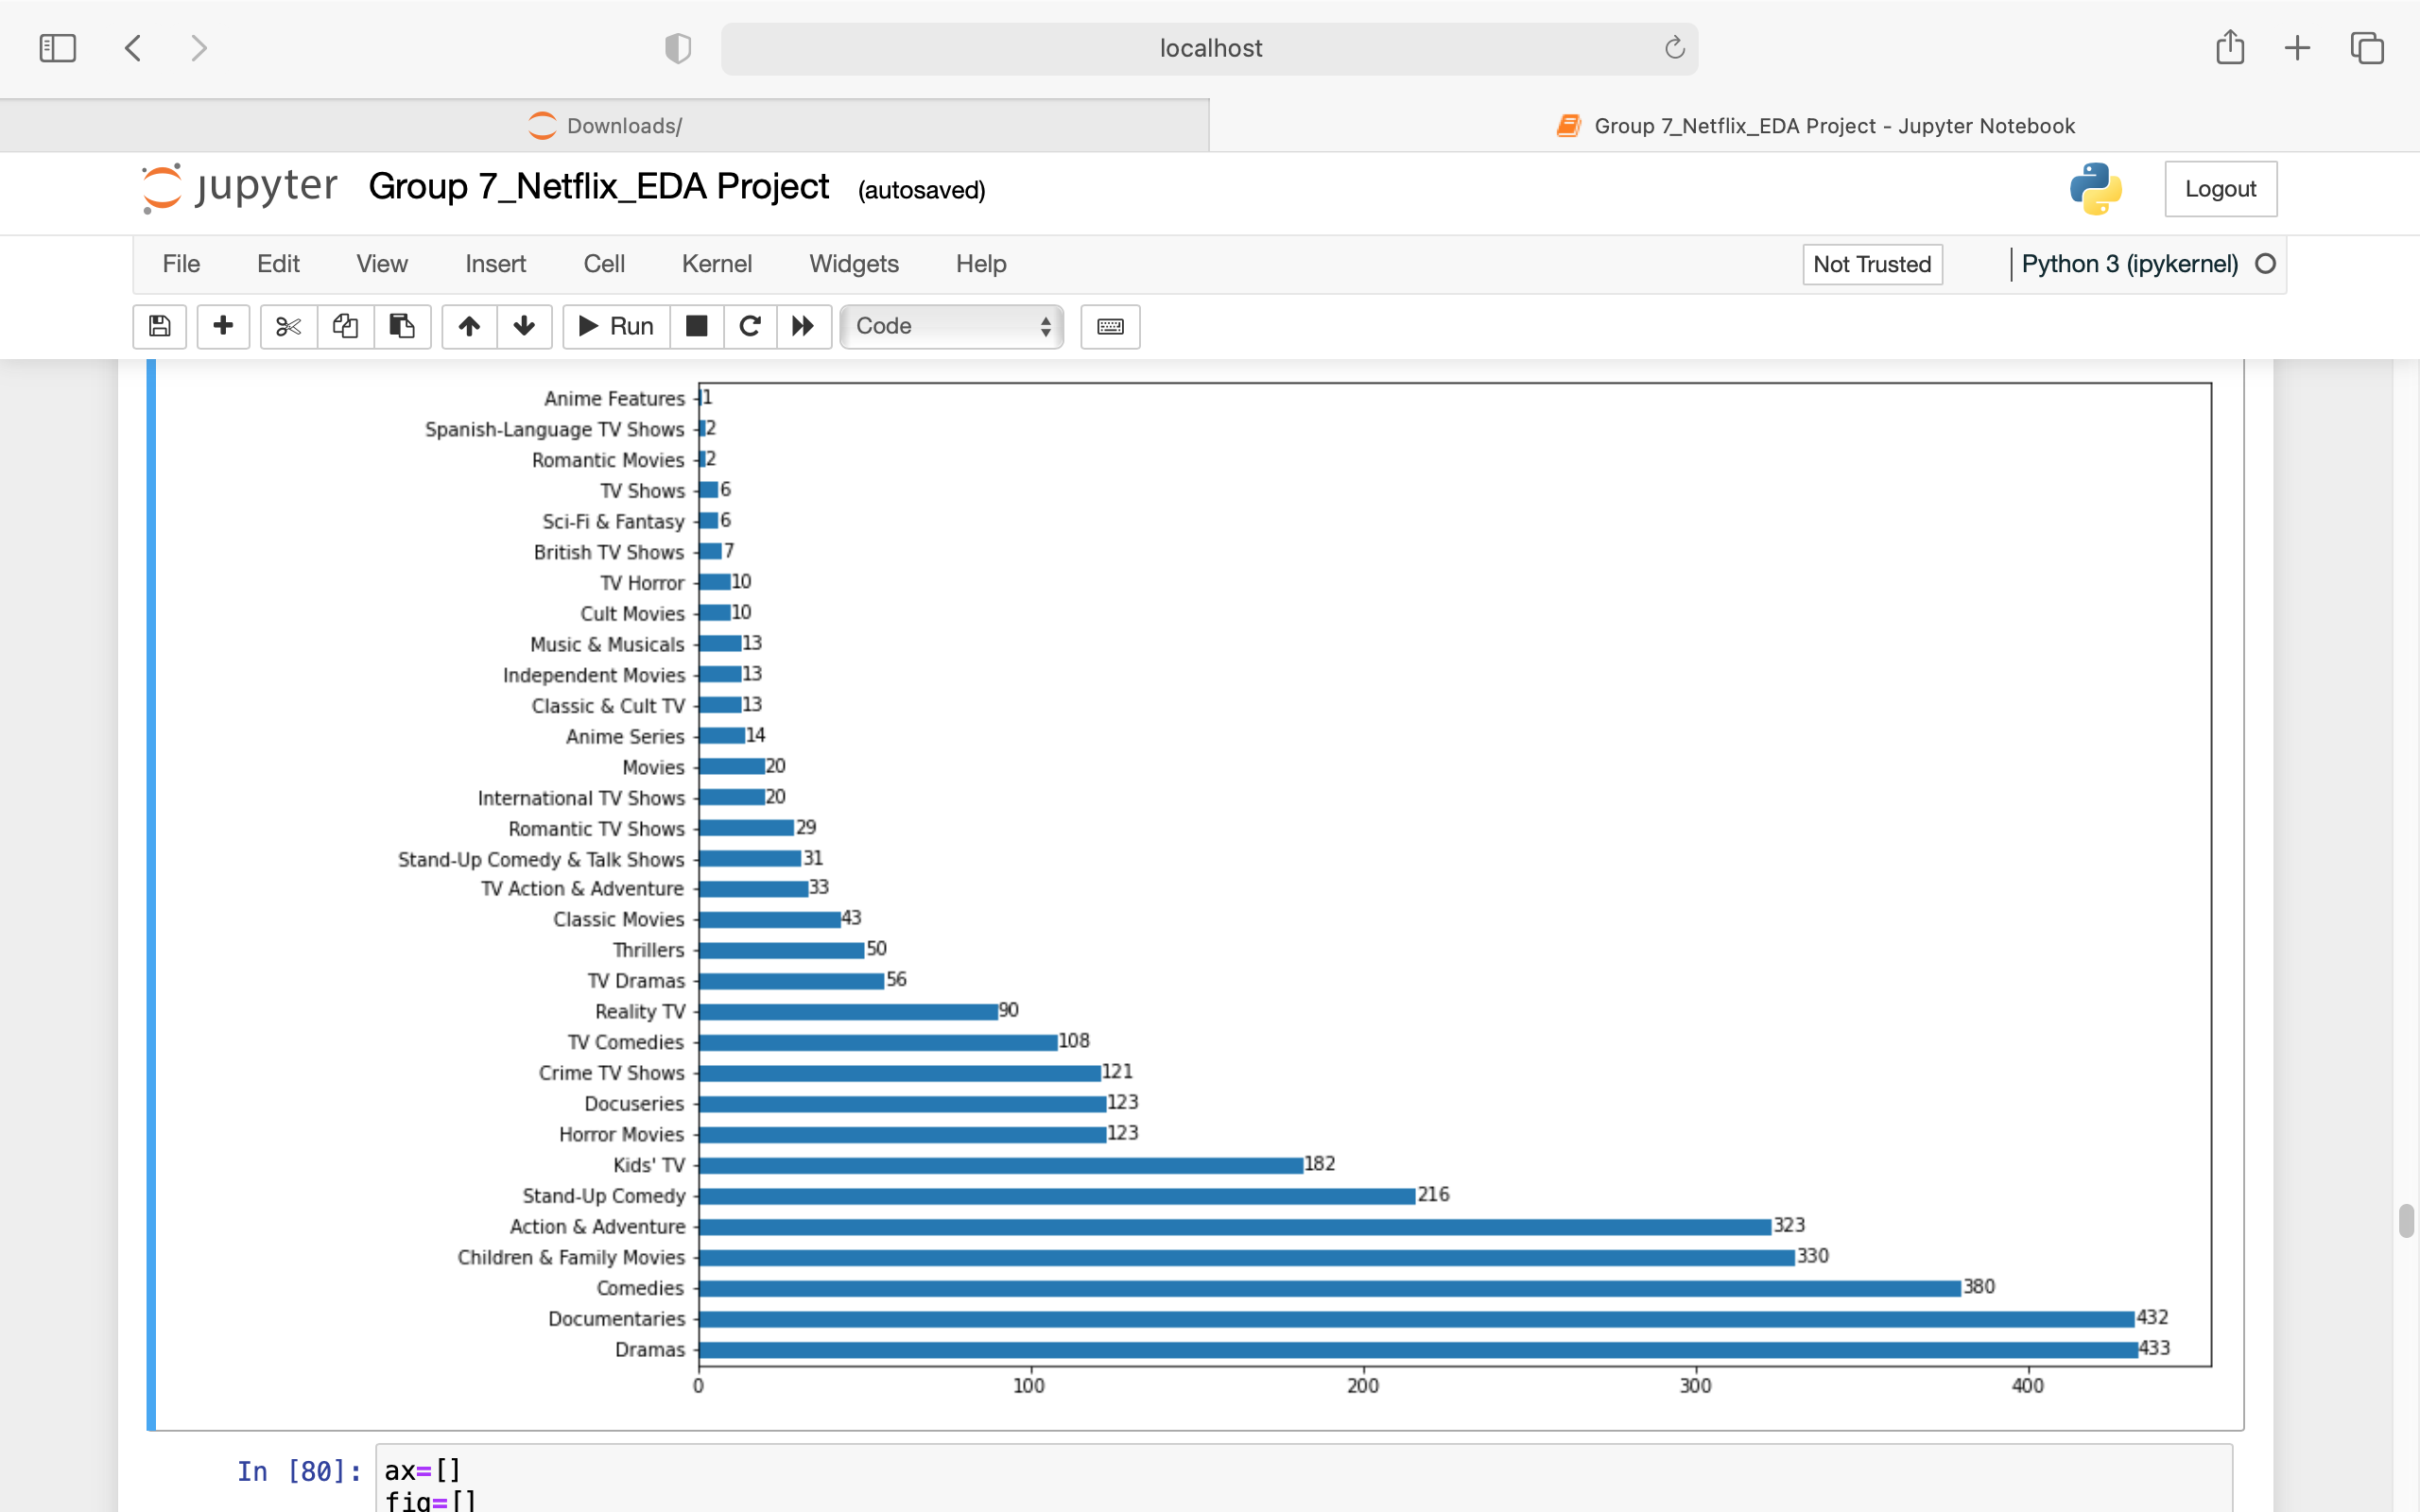 localhost
Downloads/
Group 7_Netflix_EDA Project - Jupyter Notebook
jupyter Group 7_Netflix_EDA Project (autosaved)
Logout
File Edit View Insert Cell Kernel Widgets Help Not Trusted Python 3 (ipykernel)
Run Code
Anime Features 1
Spanish-Language TV Shows 2
Romantic Movies 2
TV Shows 6
Sci-Fi & Fantasy 6
British TV Shows 7
TV Horror 10
Cult Movies 10
Music & Musicals 13
Independent Movies 13
Classic & Cult TV 13
Anime Series 14
Movies 20
International TV Shows 20
Romantic TV Shows 29
Stand-Up Comedy & Talk Shows 31
TV Action & Adventure 33
Classic Movies 43
Thrillers 50
TV Dramas 56
Reality TV 90
TV Comedies 108
Crime TV Shows 121
Docuseries 123
Horror Movies 123
Kids' TV 182
Stand-Up Comedy 216
Action & Adventure 323
Children & Family Movies 330
Comedies 380
Documentaries 432
Dramas 433
0 100 200 300 400
In [80]: ax=[]
fig=[]